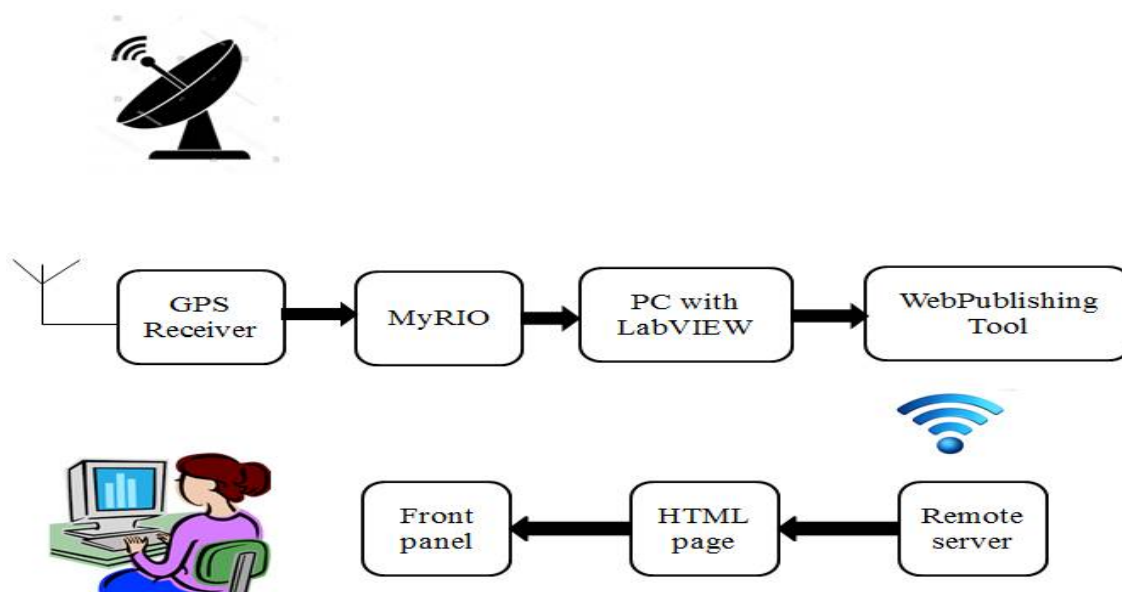 GPS
Receiver
MyRIO
PC with
LabVIEW
WebPublishing
Tool
Front
panel
HTML
page
Remote
server